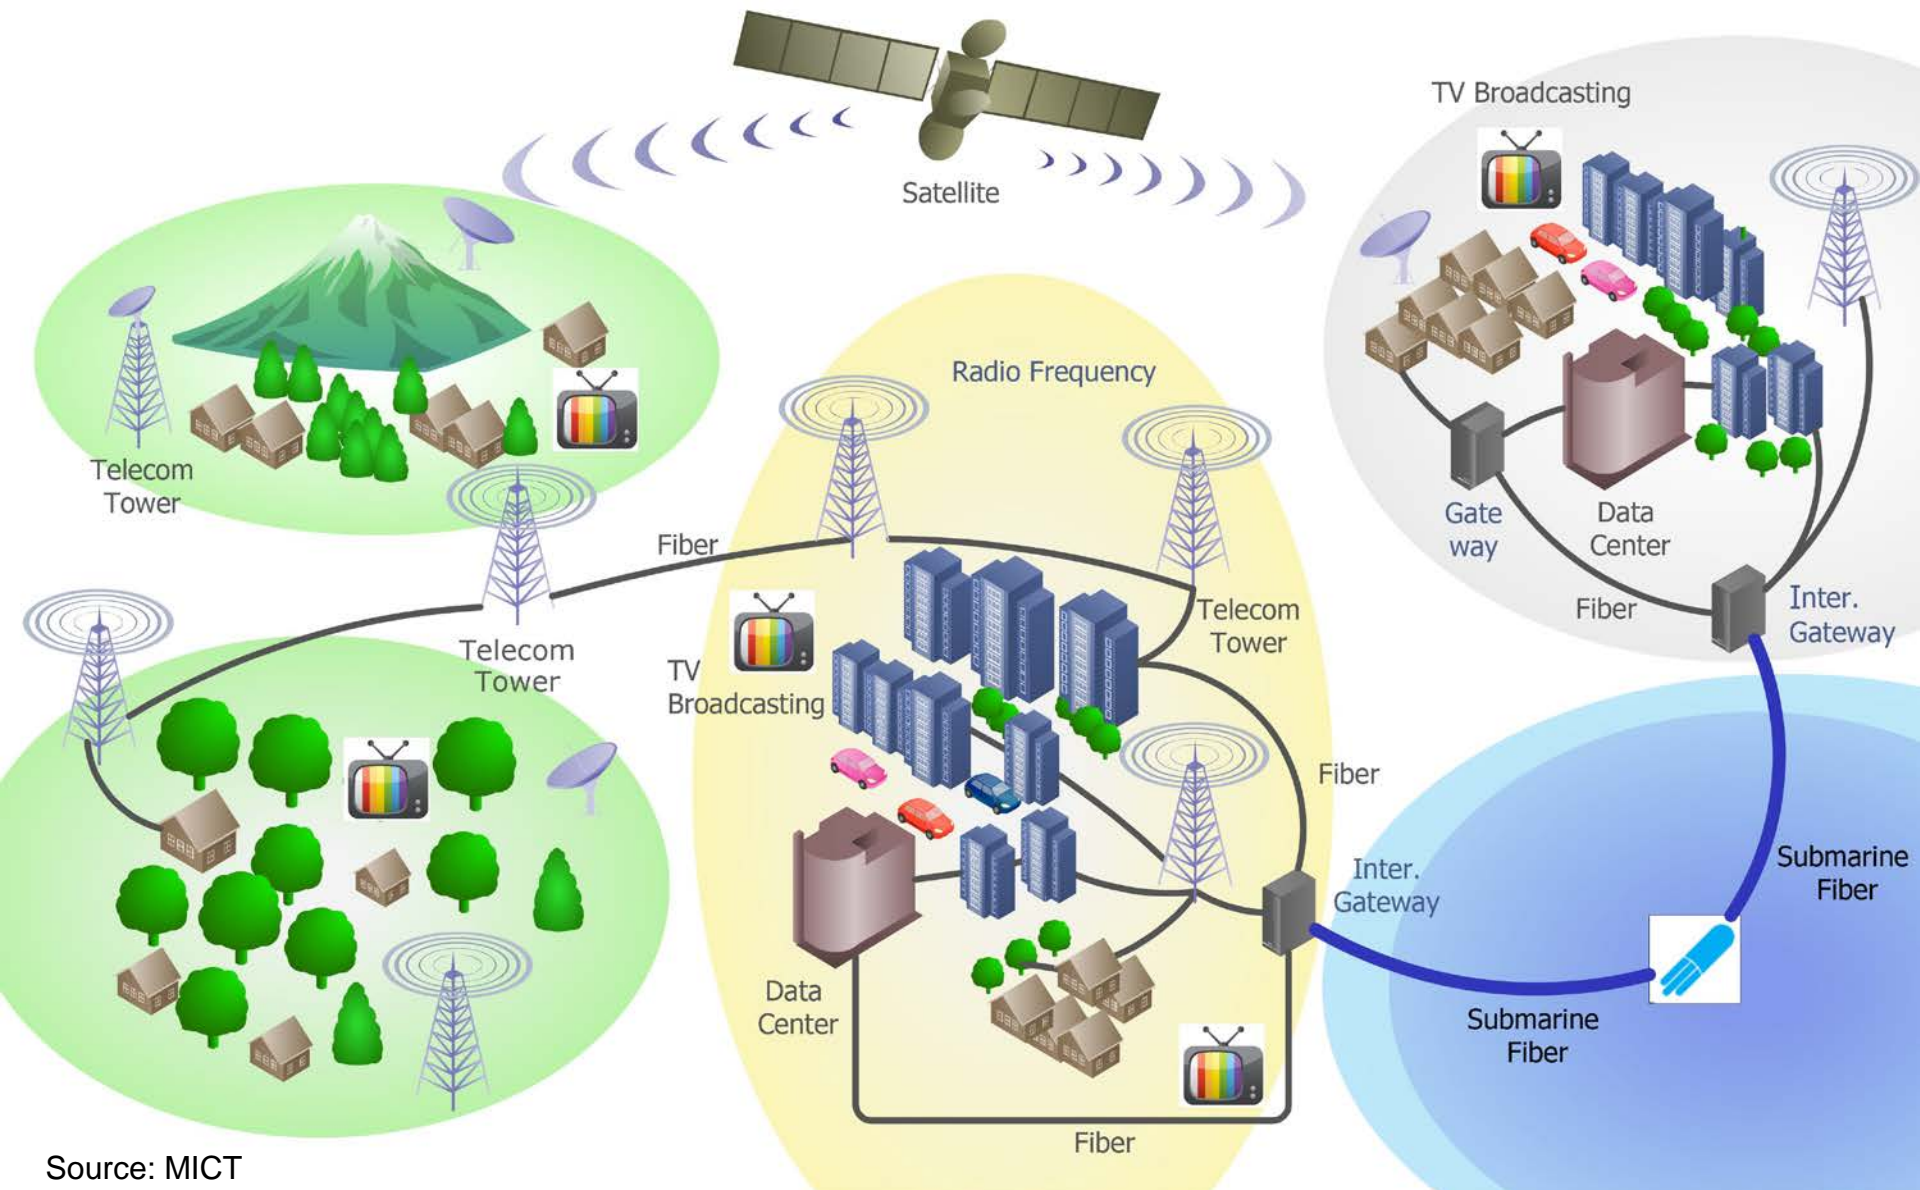 Satellite
TV Broadcasting
Radio Frequency
Telecom
Tower
Fiber
Telecom
Tower
TV
Broadcasting
Telecom
Tower
Gate
way
Data
Center
Fiber
Inter.
Gateway
Fiber
Inter.
Gateway
Submarine
Fiber
Data
Center
Submarine
Fiber
Fiber
Source: MICT